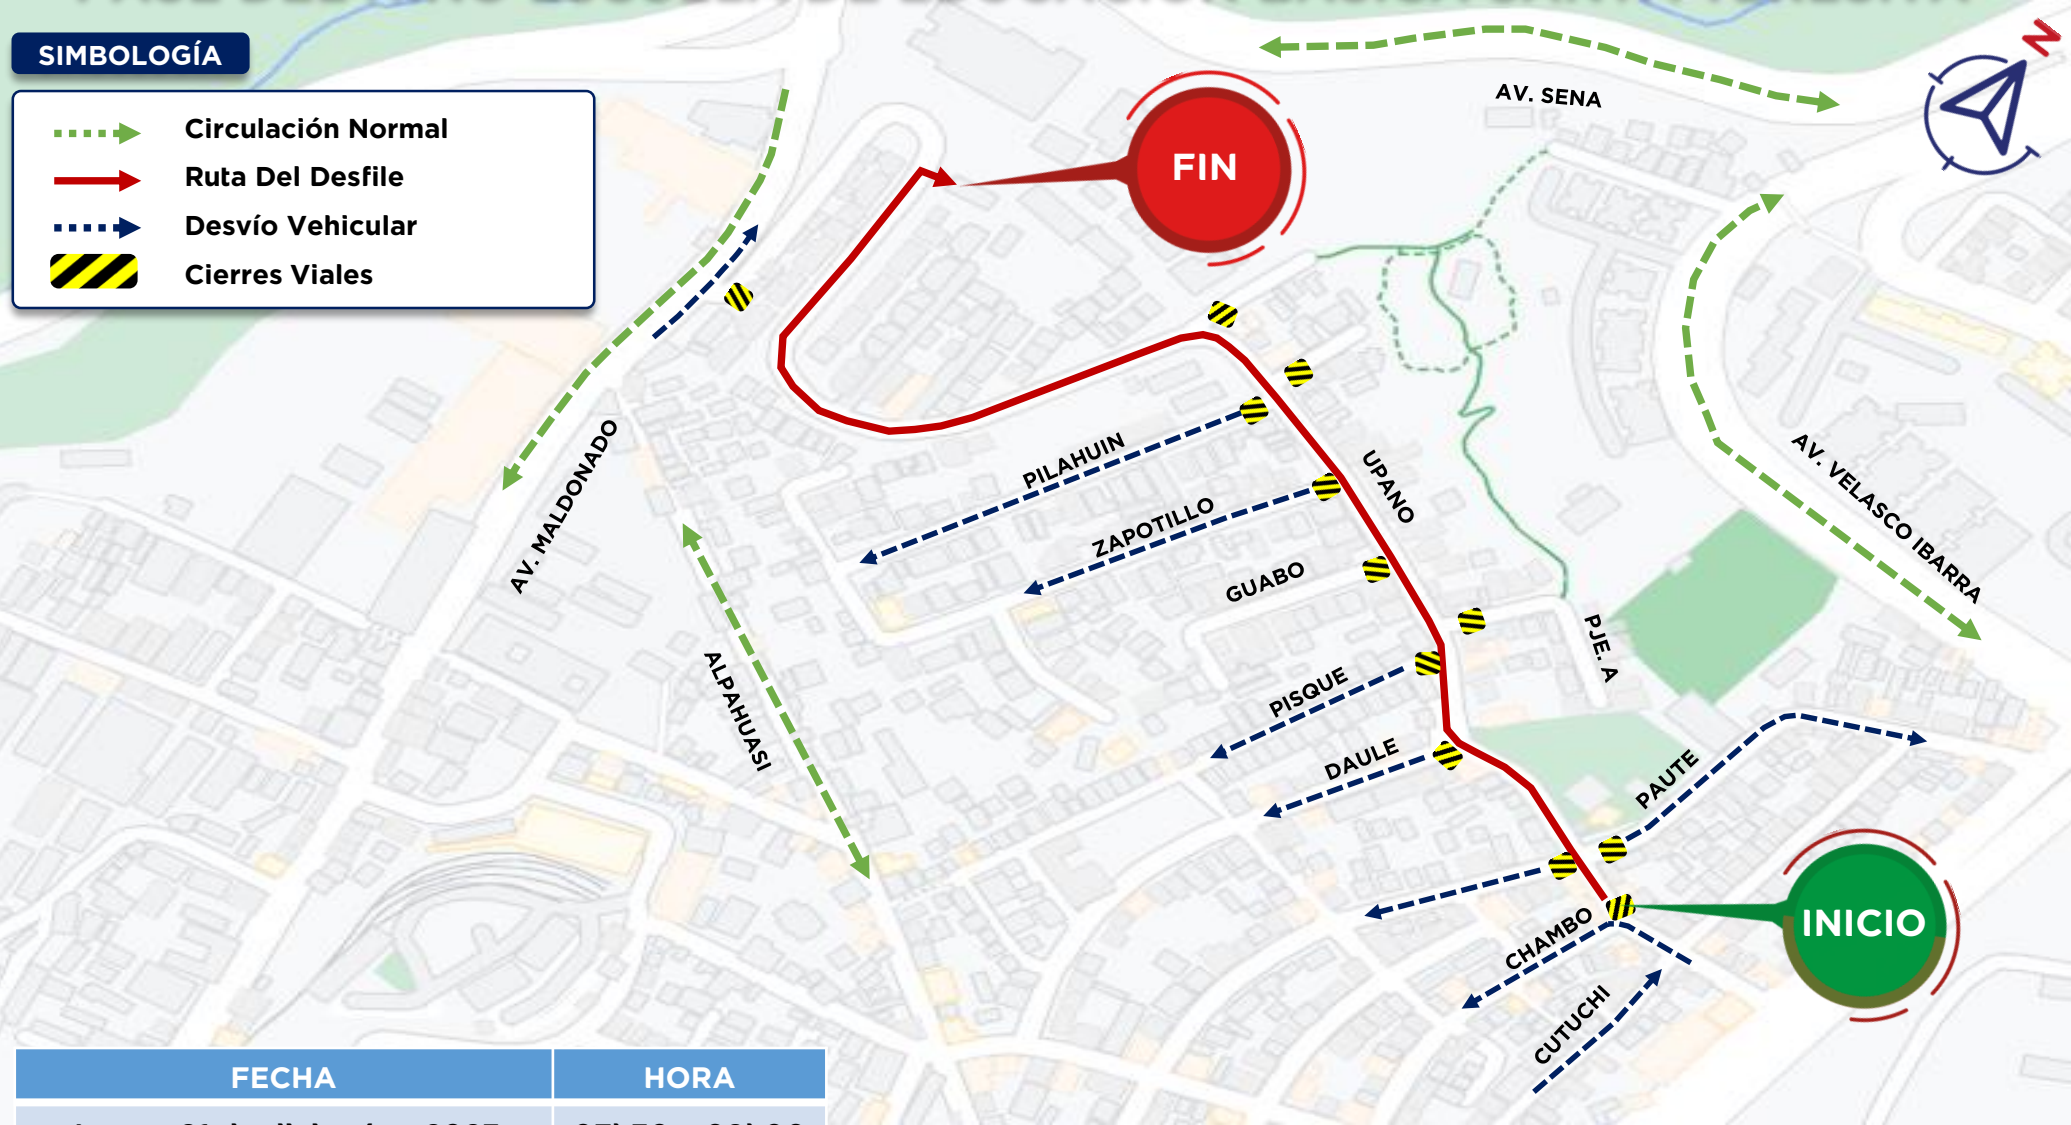 SIMBOLOGÍA
Circulación Normal
Ruta Del Desfile
Desvío Vehicular
Cierres Viales
N
AV. SENA
FIN
AV. MALDONADO
PILAHUIN
ZAPOTILLO
UPANO
GUABO
AV. VELASCO IBARRA
PJE. A
ALPAHUASI
PISQUE
DAULE
PAUTE
CHAMBO
INICIO
CUTUCHI
FECHA
HORA